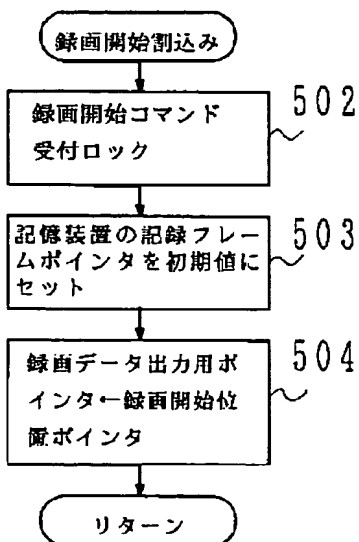 録画開始割込み
録画開始コマンド
受付ロック
502
記憶装置の記録フレー
ムポインタを初期値に
セット
503
録画データ出力用ポ
インタ←録画開始位
置ポインタ
504
リターン